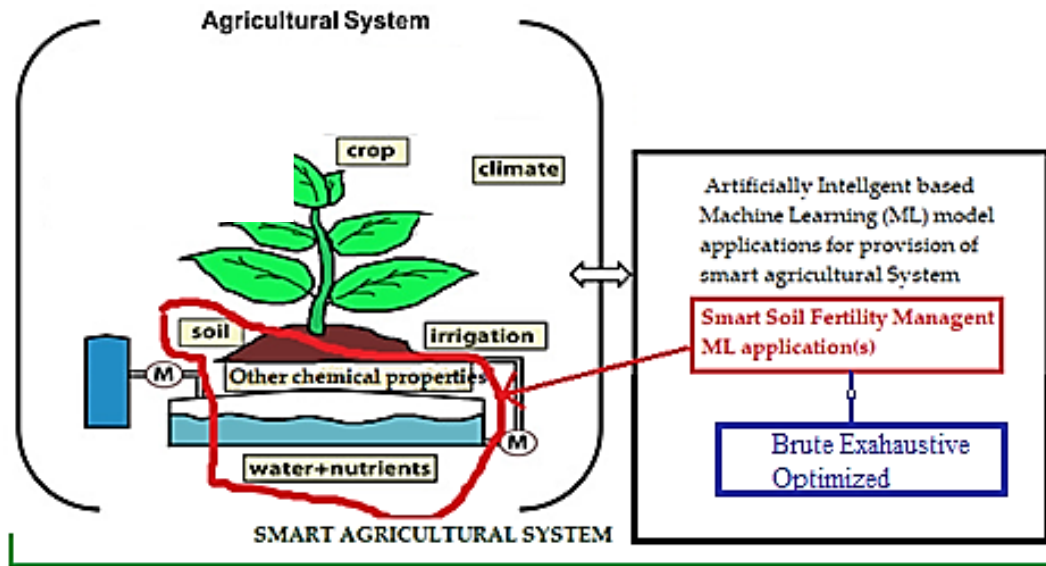 Agricultural System
crop
climate
soil
irrigation
M
Other chemical properties
M
water+nutrients
SMART AGRICULTURAL SYSTEM
Artificially Intellgent based
Machine Learning (ML) model
applications for provision of
smart agricultural System
Smart Soil Fertility Managent
ML application(s)
Brute Exahaustive
Optimized